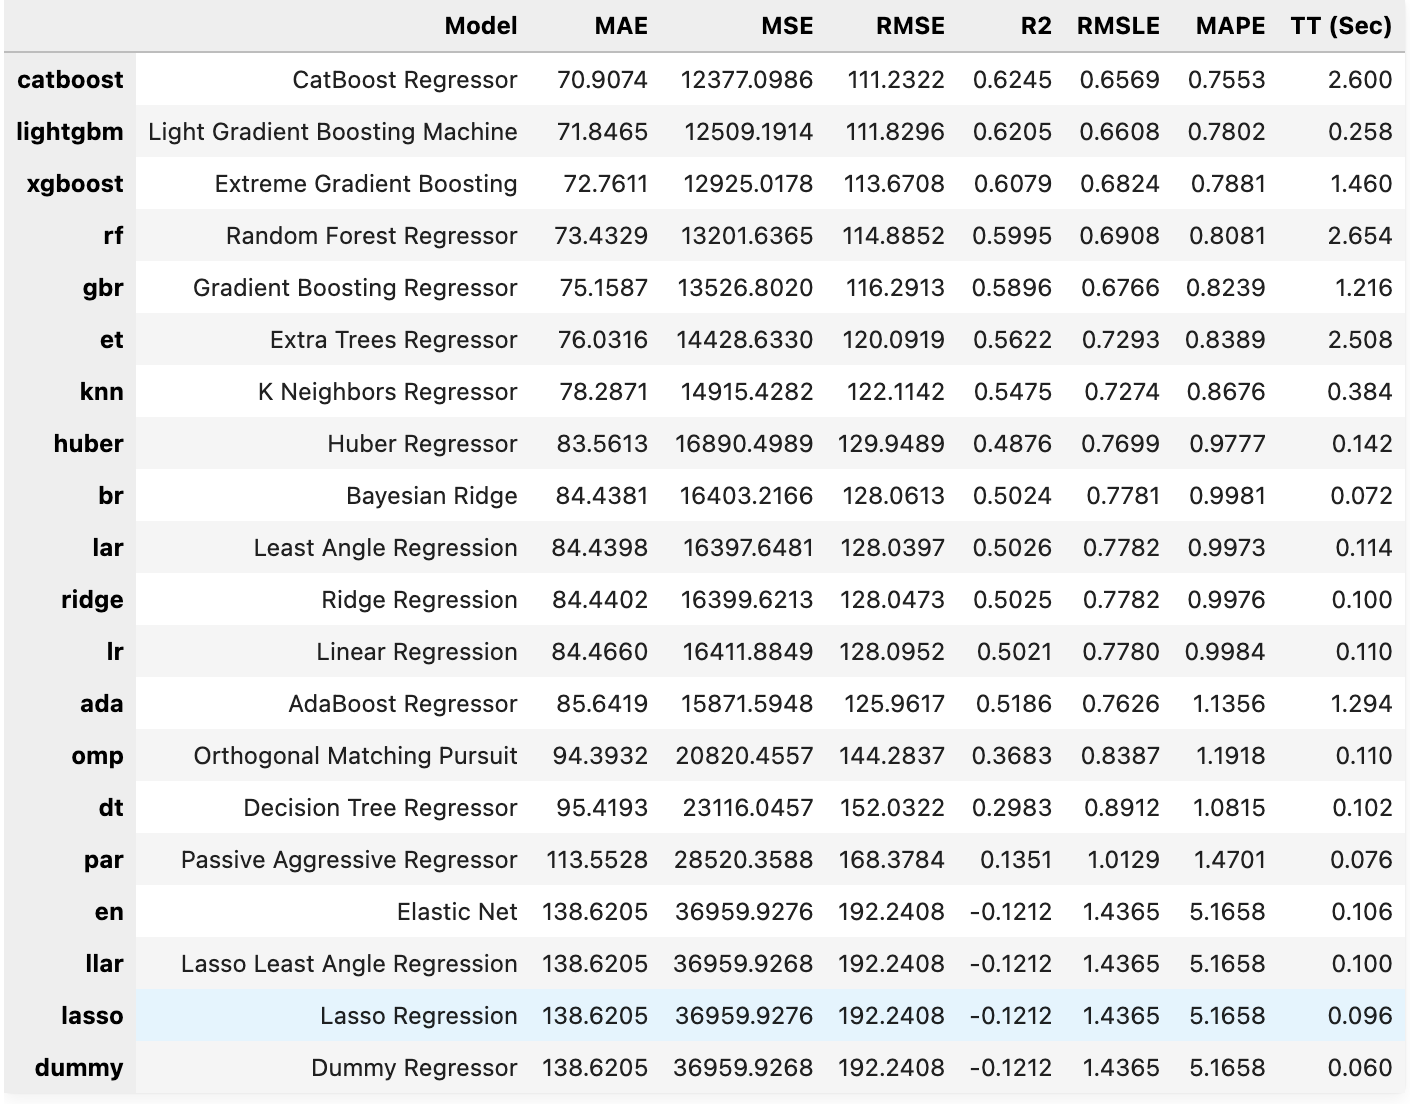 Model MAE MSE RMSE R2 RMSLE MAPE TT (Sec)
catboost CatBoost Regressor 70.9074 12377.0986 111.2322 0.6245 0.6569 0.7553 2.600
lightgbm Light Gradient Boosting Machine 71.8465 12509.1914 111.8296 0.6205 0.6608 0.7802 0.258
xgboost Extreme Gradient Boosting 72.7611 12925.0178 113.6708 0.6079 0.6824 0.7881 1.460
rf Random Forest Regressor 73.4329 13201.6365 114.8852 0.5995 0.6908 0.8081 2.654
gbr Gradient Boosting Regressor 75.1587 13526.8020 116.2913 0.5896 0.6766 0.8239 1.216
et Extra Trees Regressor 76.0316 14428.6330 120.0919 0.5622 0.7293 0.8389 2.508
knn K Neighbors Regressor 78.2871 14915.4282 122.1142 0.5475 0.7274 0.8676 0.384
huber Huber Regressor 83.5613 16890.4989 129.9489 0.4876 0.7699 0.9777 0.142
br Bayesian Ridge 84.4381 16403.2166 128.0613 0.5024 0.7781 0.9981 0.072
lar Least Angle Regression 84.4398 16397.6481 128.0397 0.5026 0.7782 0.9973 0.114
ridge Ridge Regression 84.4402 16399.6213 128.0473 0.5025 0.7782 0.9976 0.100
lr Linear Regression 84.4660 16411.8849 128.0952 0.5021 0.7780 0.9984 0.110
ada AdaBoost Regressor 85.6419 15871.5948 125.9617 0.5186 0.7626 1.1356 1.294
omp Orthogonal Matching Pursuit 94.3932 20820.4557 144.2837 0.3683 0.8387 1.1918 0.110
dt Decision Tree Regressor 95.4193 23116.0457 152.0322 0.2983 0.8912 1.0815 0.102
par Passive Aggressive Regressor 113.5528 28520.3588 168.3784 0.1351 1.0129 1.4701 0.076
en Elastic Net 138.6205 36959.9276 192.2408 -0.1212 1.4365 5.1658 0.106
llar Lasso Least Angle Regression 138.6205 36959.9268 192.2408 -0.1212 1.4365 5.1658 0.100
lasso Lasso Regression 138.6205 36959.9276 192.2408 -0.1212 1.4365 5.1658 0.096
dummy Dummy Regressor 138.6205 36959.9268 192.2408 -0.1212 1.4365 5.1658 0.060